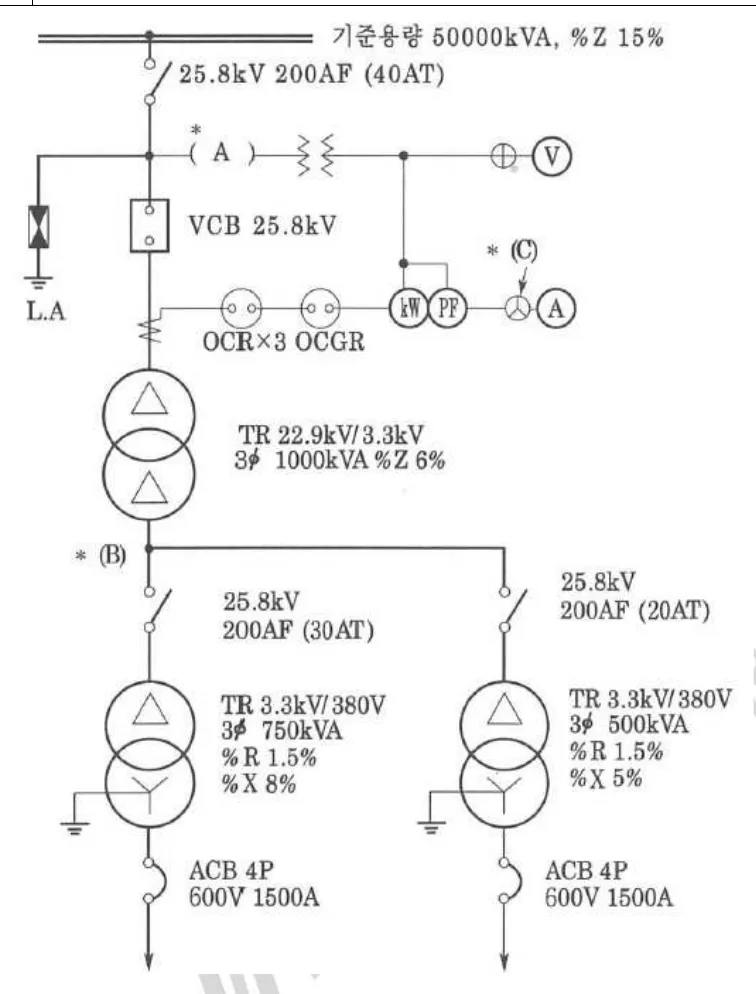 기준용량 50000kVA, %Z 15%
25.8kV 200AF (40AT)
*
( A )
V
VCB 25.8kV
* (C)
L.A
kW PF A
OCR×3 OCGR
TR 22.9kV/3.3kV
3ϕ 1000kVA %Z 6%
* (B)
25.8kV
200AF (30AT)
25.8kV
200AF (20AT)
TR 3.3kV/380V
3ϕ 750kVA
%R 1.5%
%X 8%
TR 3.3kV/380V
3ϕ 500kVA
%R 1.5%
%X 5%
ACB 4P
600V 1500A
ACB 4P
600V 1500A